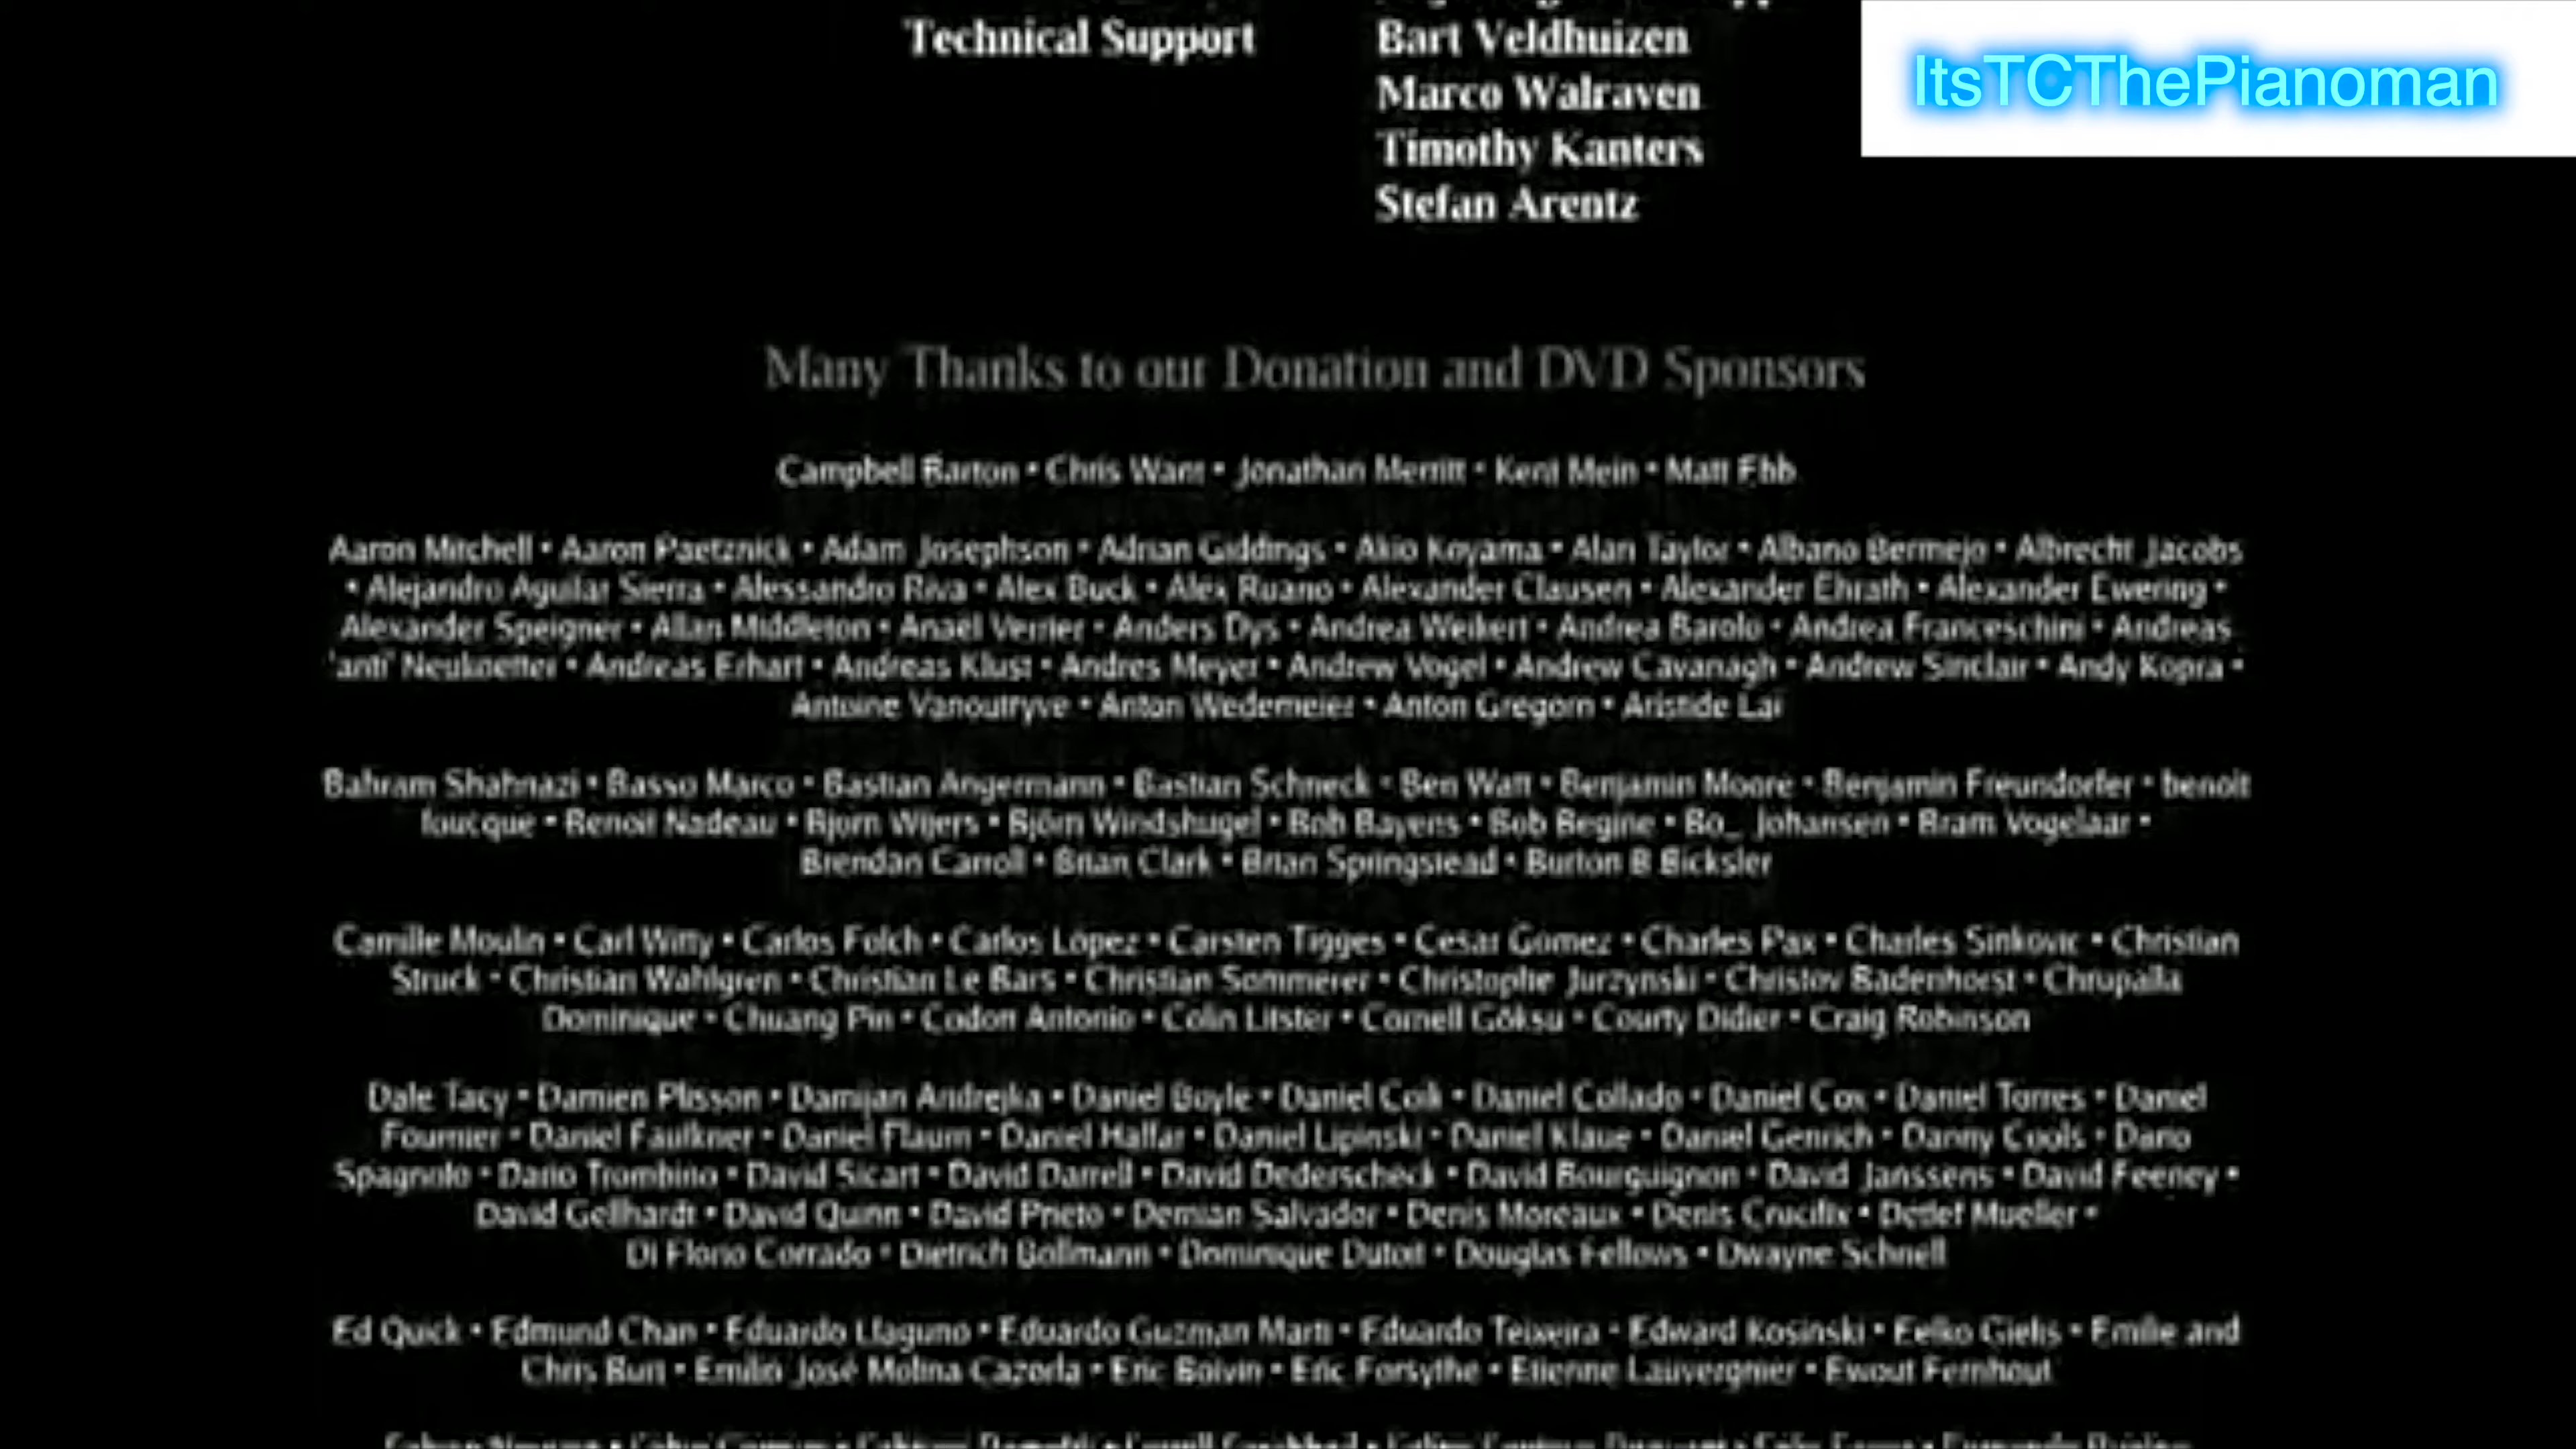 Technical Support Bart Veldhuizen
ItsTCThePianoman
Marco Walraven
Timothy Kanters
Stefan Arentz
Many Thanks to our Donation and DVD Sponsors
Campbell Barton • Chris Want • Jonathan Merritt • Kent Mein • Matt Ebb
Aaron Mitchell • Aaron Paetznick • Adam Josephson • Adrian Giddings • Akio Koyama • Alan Taylor • Albano Bermejo • Albrecht Jacobs
• Alejandro Aguilar Sierra • Alessandro Riva • Alex Buck • Alex Ruano • Alexander Clausen • Alexander Ehrath • Alexander Ewering •
Alexander Speigner • Allan Middleton • Anael Verrier • Anders Dys • Andrea Weikert • Andrea Barolo • Andrea Franceschini • Andreas
'anti' Neukoetter • Andreas Erhart • Andreas Klust • Andres Meyer • Andrew Vogel • Andrew Cavanagh • Andrew Sinclair • Andy Kopra •
Antoine Vanoutryve • Anton Wedemeier • Anton Gregorn • Aristide Lai
Bahram Shahnazi • Basso Marco • Bastian Angermann • Bastian Schneck • Ben Watt • Benjamin Moore • Benjamin Freundorfer • benoit
foucque • Benoit Nadeau • Bjorn Wijers • Björn Windshugel • Bob Bayens • Bob Begine • Bo_ Johansen • Bram Vogelaar •
Brendan Carroll • Brian Clark • Brian Springstead • Burton B Bicksler
Camille Moulin • Carl Witty • Carlos Folch • Carlos López • Carsten Tigges • Cesar Gomez • Charles Pax • Charles Sinkovic • Christian
Struck • Christian Wahlgren • Christian Le Bars • Christian Sommerer • Christophe Jurzynski • Christov Badenhorst • Chrupalla
Dominique • Chuang Pin • Codon Antonio • Colin Litster • Cornell Göksu • Courty Didier • Craig Robinson
Dale Tacy • Damien Plisson • Damijan Andrejka • Daniel Boyle • Daniel • Daniel Collado • Daniel Cox • Daniel Torres • Daniel
Fournier • Daniel Faulkner • Daniel Flaum • Daniel Halfar • Daniel Lipinski • Daniel Klaue • Daniel Genrich • Danny Cools • Dario
Spagnolo • Dario Trombino • David Sicart • David Darrell • David Dederscheck • David Bourguignon • David Janssens • David Feeney •
David Gellhardt • David Quinn • David Prieto • Demian Salvador • Denis Moreaux • Denis Crucifix • Detlef Mueller •
Di Florio Corrado • Dietrich Bollmann • Dominique Dutoit • Douglas Fellows • Dwayne Schnell
Ed Quick • Edmund Chan • Eduardo Llaguno • Eduardo Guzman Marti • Eduardo Teixeira • Edward Kosinski • Eelko Gielis • Emilie and
Chris Burt • Emilio José Molina Cazorla • Eric Boivin • Eric Forsythe • Etienne Lauvergnier • Ewout Fernhout